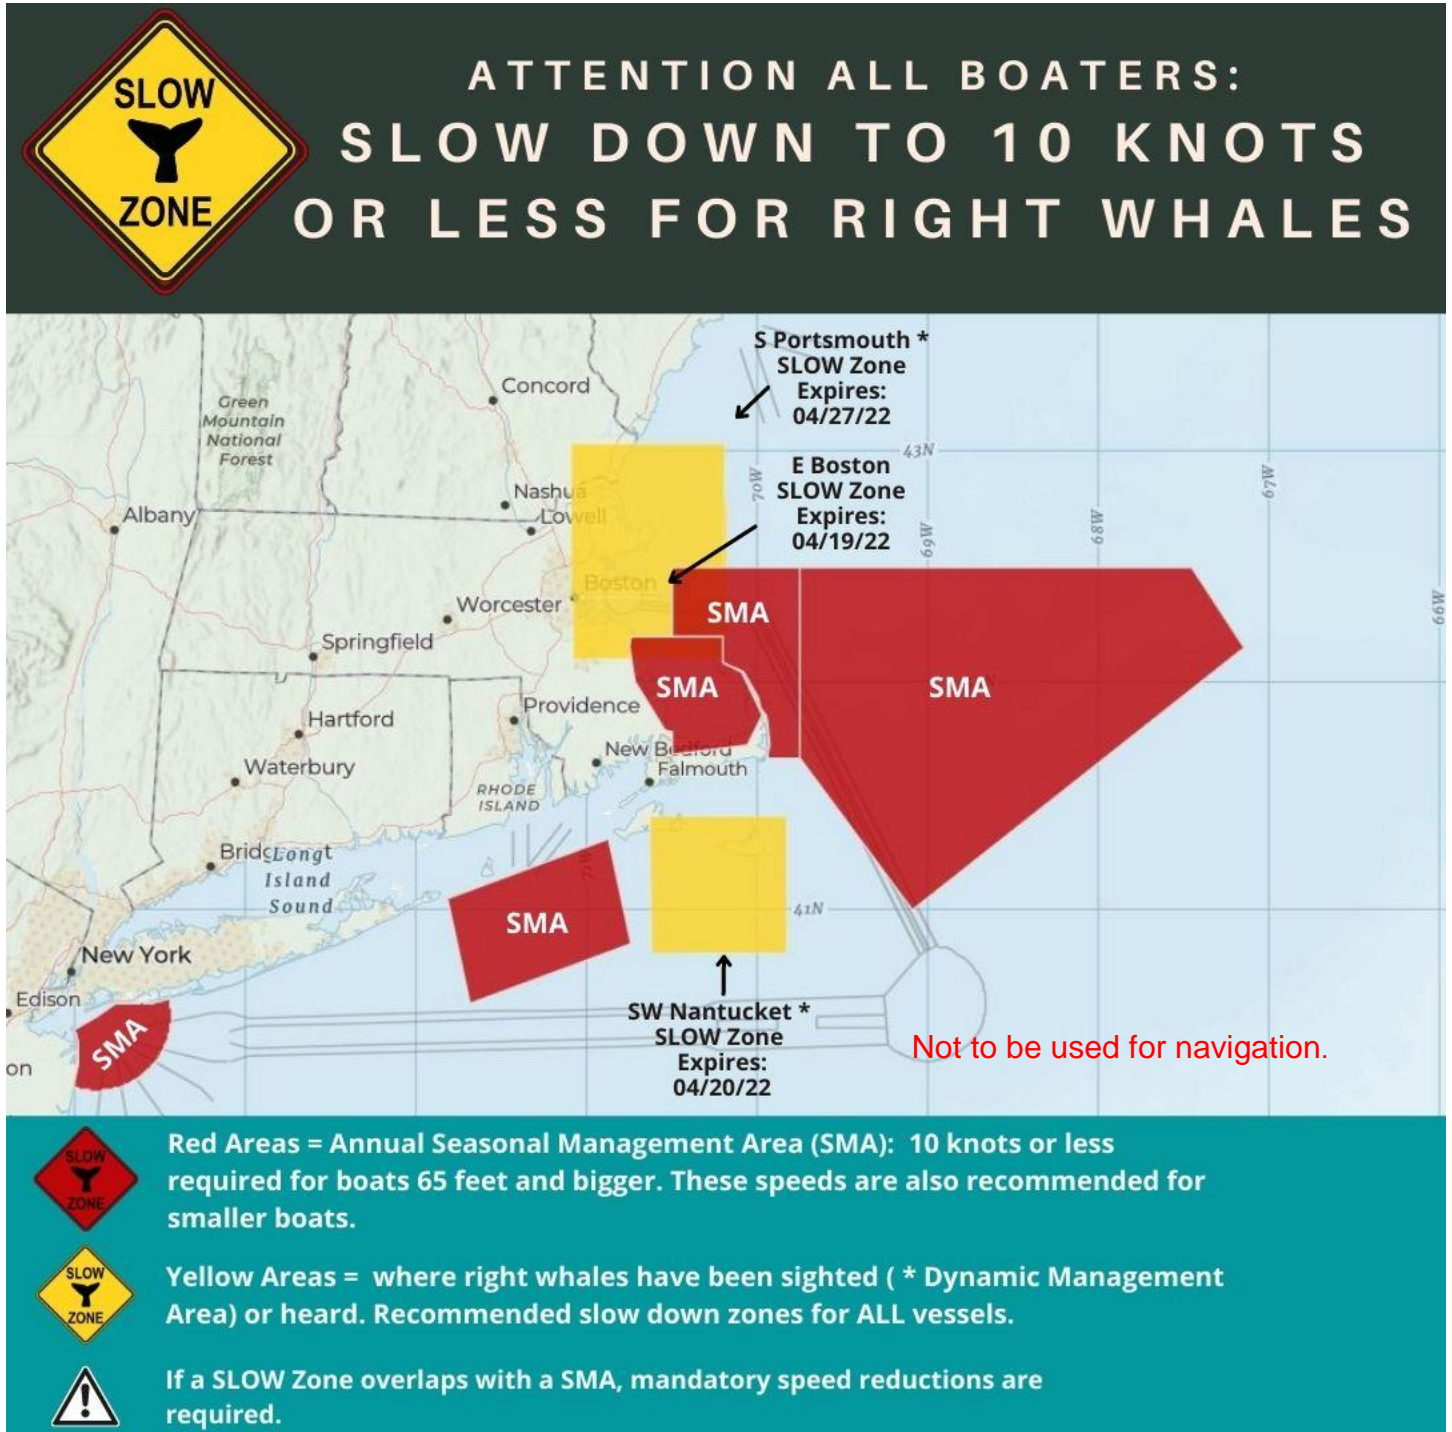 SLOW
ZONE
ATTENTION ALL BOATERS:
SLOW DOWN TO 10 KNOTS
OR LESS FOR RIGHT WHALES
S Portsmouth *
SLOW Zone
Expires:
04/27/22
Concord
Green
Mountain
National
Forest
43N
E Boston
SLOW Zone
Expires:
04/19/22
70W
69W
68W
67W
66W
Nashua
Lowell
Albany
Boston
Worcester
SMA
Springfield
SMA
SMA
Providence
Hartford
New Bedford
Falmouth
Waterbury
RHODE
ISLAND
Long
Island
Sound
71W
SMA
41N
New York
Edison
SMA
on
SW Nantucket *
SLOW Zone
Expires:
04/20/22
Not to be used for navigation.
SLOW
ZONE
Red Areas = Annual Seasonal Management Area (SMA): 10 knots or less
required for boats 65 feet and bigger. These speeds are also recommended for
smaller boats.
SLOW
ZONE
Yellow Areas = where right whales have been sighted ( * Dynamic Management
Area) or heard. Recommended slow down zones for ALL vessels.
!
If a SLOW Zone overlaps with a SMA, mandatory speed reductions are
required.